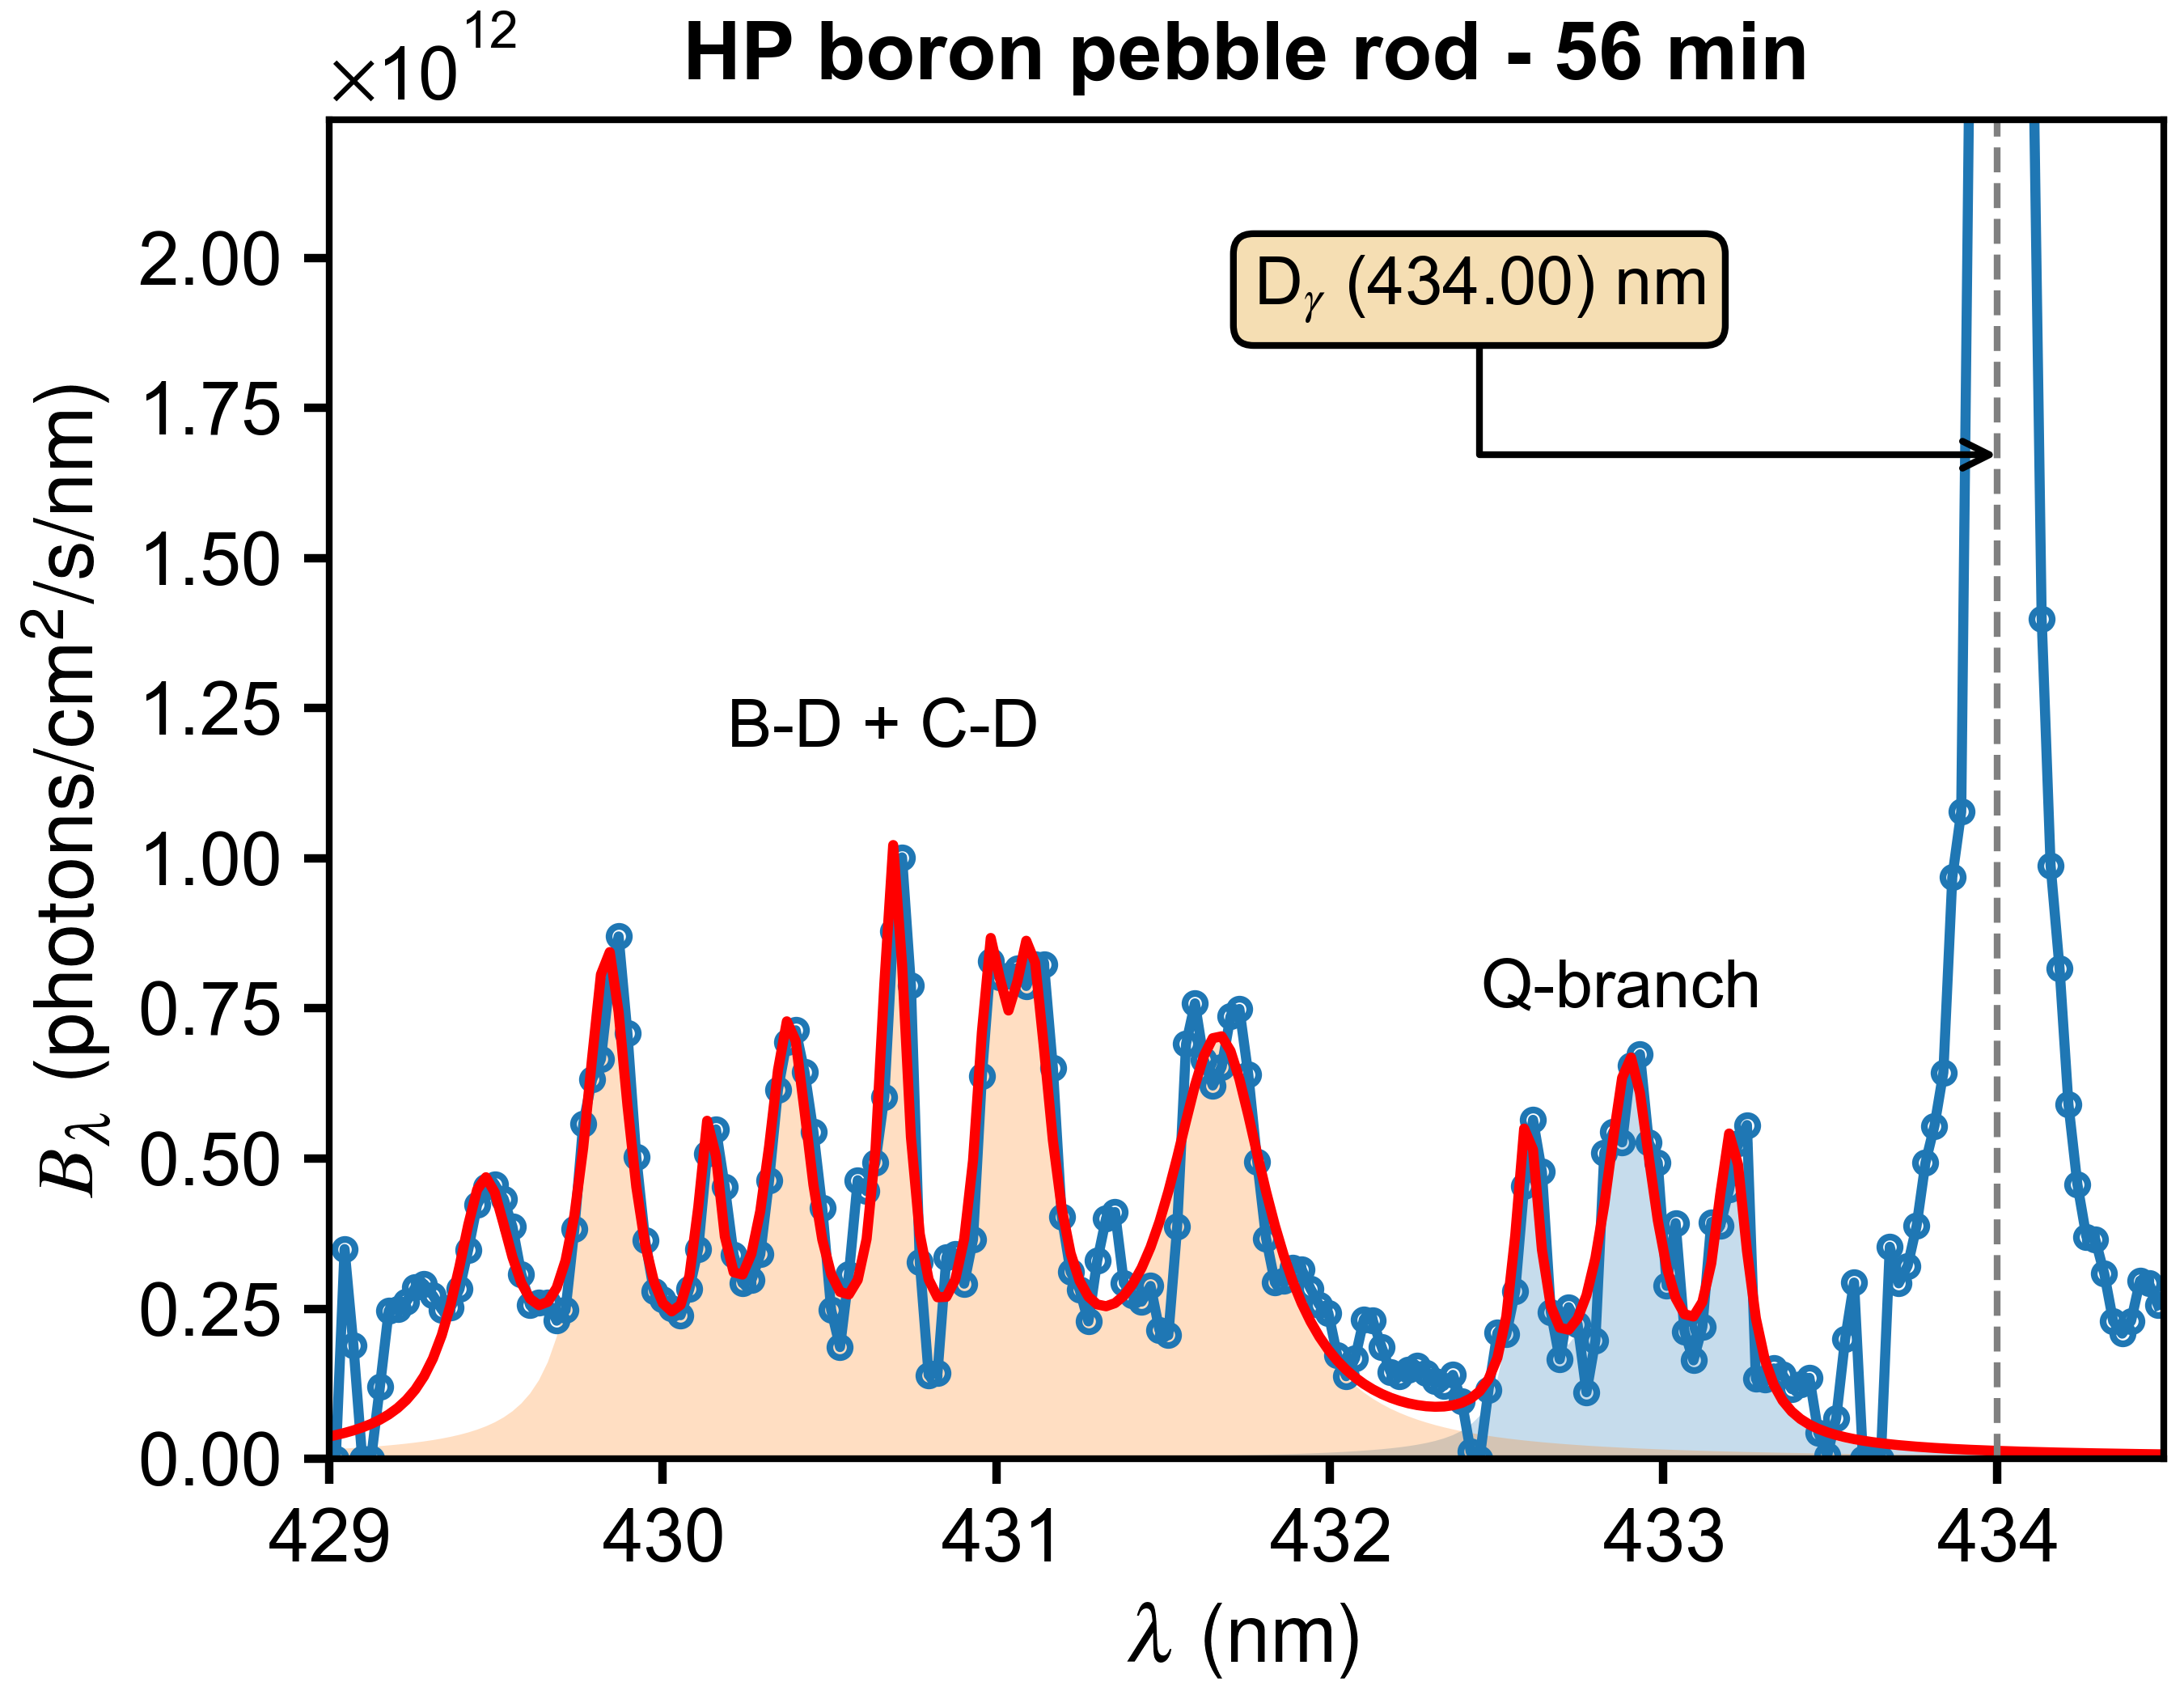 ×10¹² HP boron pebble rod - 56 min
2.00
1.75
1.50
1.25
1.00
0.75
0.50
0.25
0.00
B_λ (photons/cm²/s/nm)
D_γ (434.00) nm
B-D + C-D
Q-branch
429 430 431 432 433 434
λ (nm)